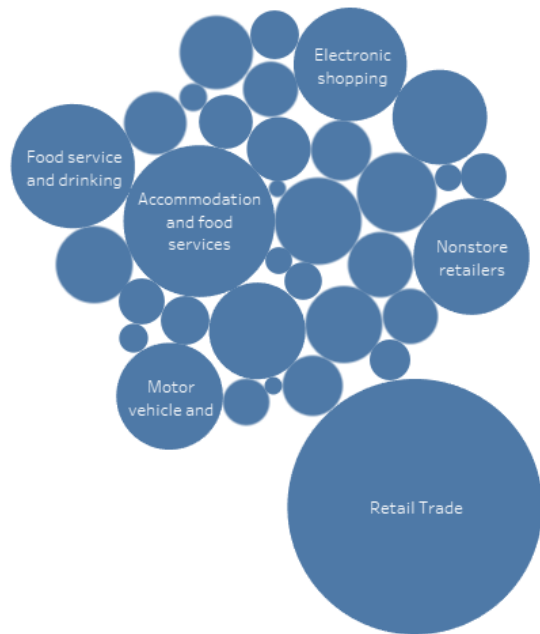 Electronic
shopping
Food service
and drinking
Accommodation
and food
services
Nonstore
retailers
Motor
vehicle and
Retail Trade